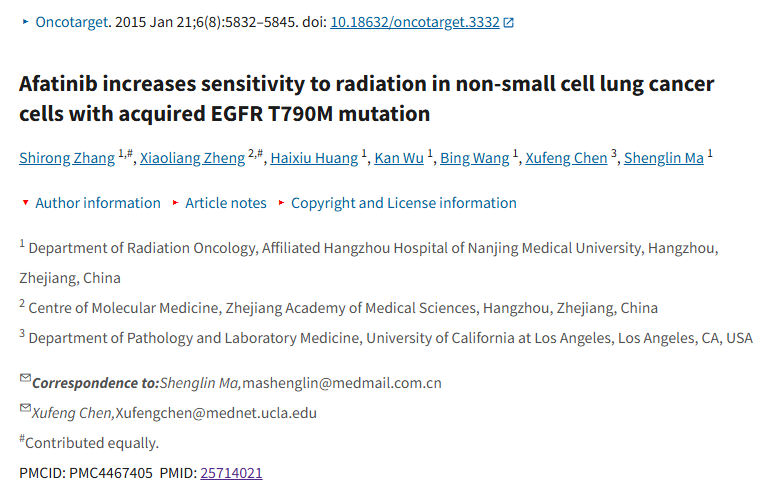 Oncotarget. 2015 Jan 21;6(8):5832–5845. doi: 10.18632/oncotarget.3332
Afatinib increases sensitivity to radiation in non-small cell lung cancer
cells with acquired EGFR T790M mutation
Shirong Zhang 1,#, Xiaoliang Zheng 2,#, Haixiu Huang 1, Kan Wu 1, Bing Wang 1, Xufeng Chen 3, Shenglin Ma 1
Author information Article notes Copyright and License information
1 Department of Radiation Oncology, Affiliated Hangzhou Hospital of Nanjing Medical University, Hangzhou,
Zhejiang, China
2 Centre of Molecular Medicine, Zhejiang Academy of Medical Sciences, Hangzhou, Zhejiang, China
3 Department of Pathology and Laboratory Medicine, University of California at Los Angeles, Los Angeles, CA, USA
Correspondence to:Shenglin Ma,mashenglin@medmail.com.cn
Xufeng Chen,Xufengchen@mednet.ucla.edu
#Contributed equally.
PMCID: PMC4467405 PMID: 25714021